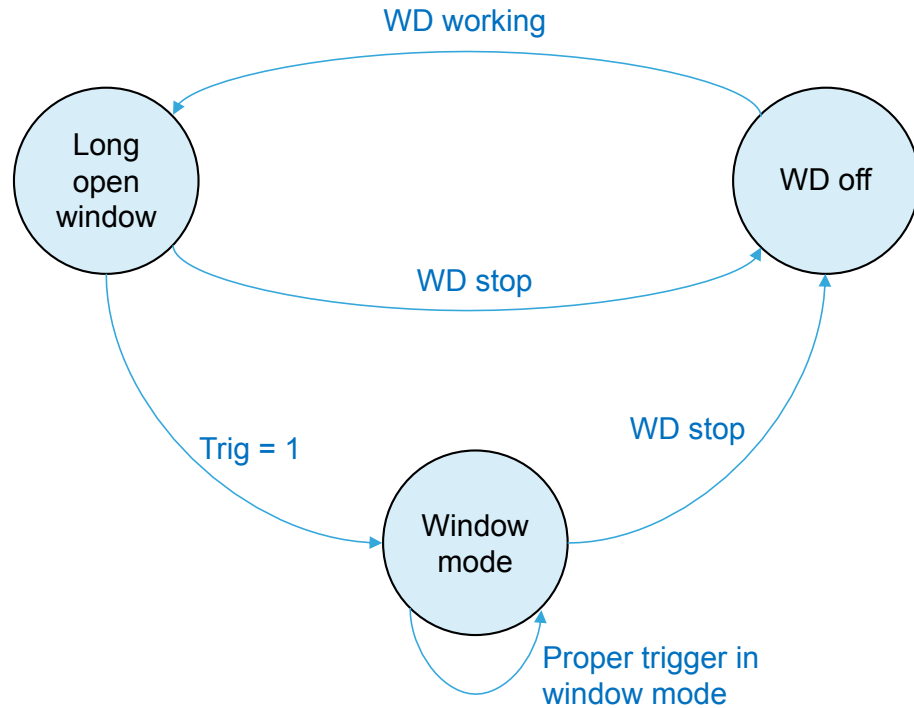 WD working
Long
open
window
WD off
WD stop
Trig = 1
WD stop
Window
mode
Proper trigger in
window mode